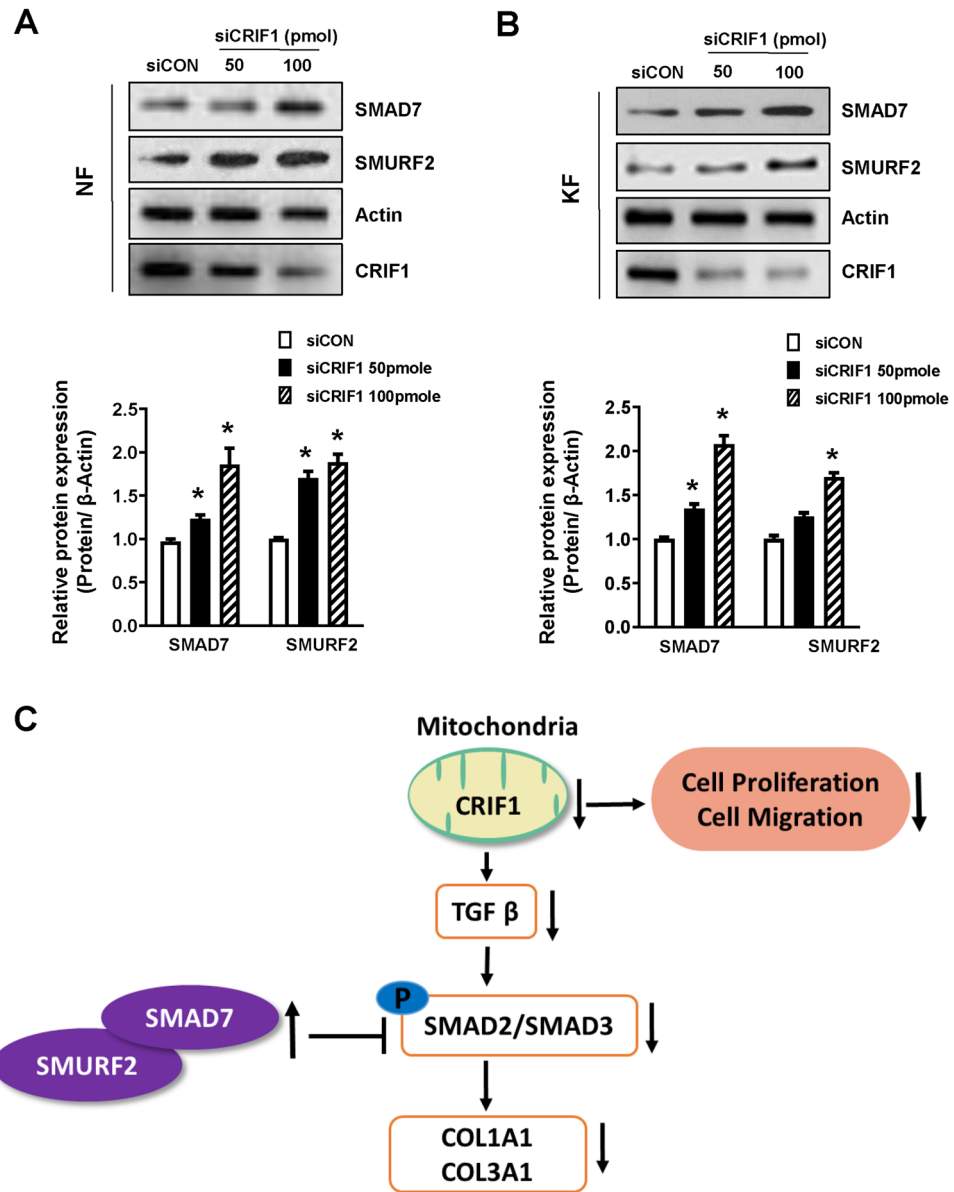 A
siCRIF1 (pmol)
siCON 50 100
NF
SMAD7
SMURF2
Actin
CRIF1
siCON
siCRIF1 50pmole
siCRIF1 100pmole
Relative protein expression
(Protein/ β-Actin)
2.5
2.0
1.5
1.0
0.5
0.0
* * * *
SMAD7 SMURF2
B
siCRIF1 (pmol)
siCON 50 100
KF
SMAD7
SMURF2
Actin
CRIF1
siCON
siCRIF1 50pmole
siCRIF1 100pmole
Relative protein expression
(Protein/ β-Actin)
2.5
2.0
1.5
1.0
0.5
0.0
* * *
SMAD7 SMURF2
C
Mitochondria
CRIF1
Cell Proliferation
Cell Migration
TGF β
P
SMAD2/SMAD3
SMAD7
SMURF2
COL1A1
COL3A1